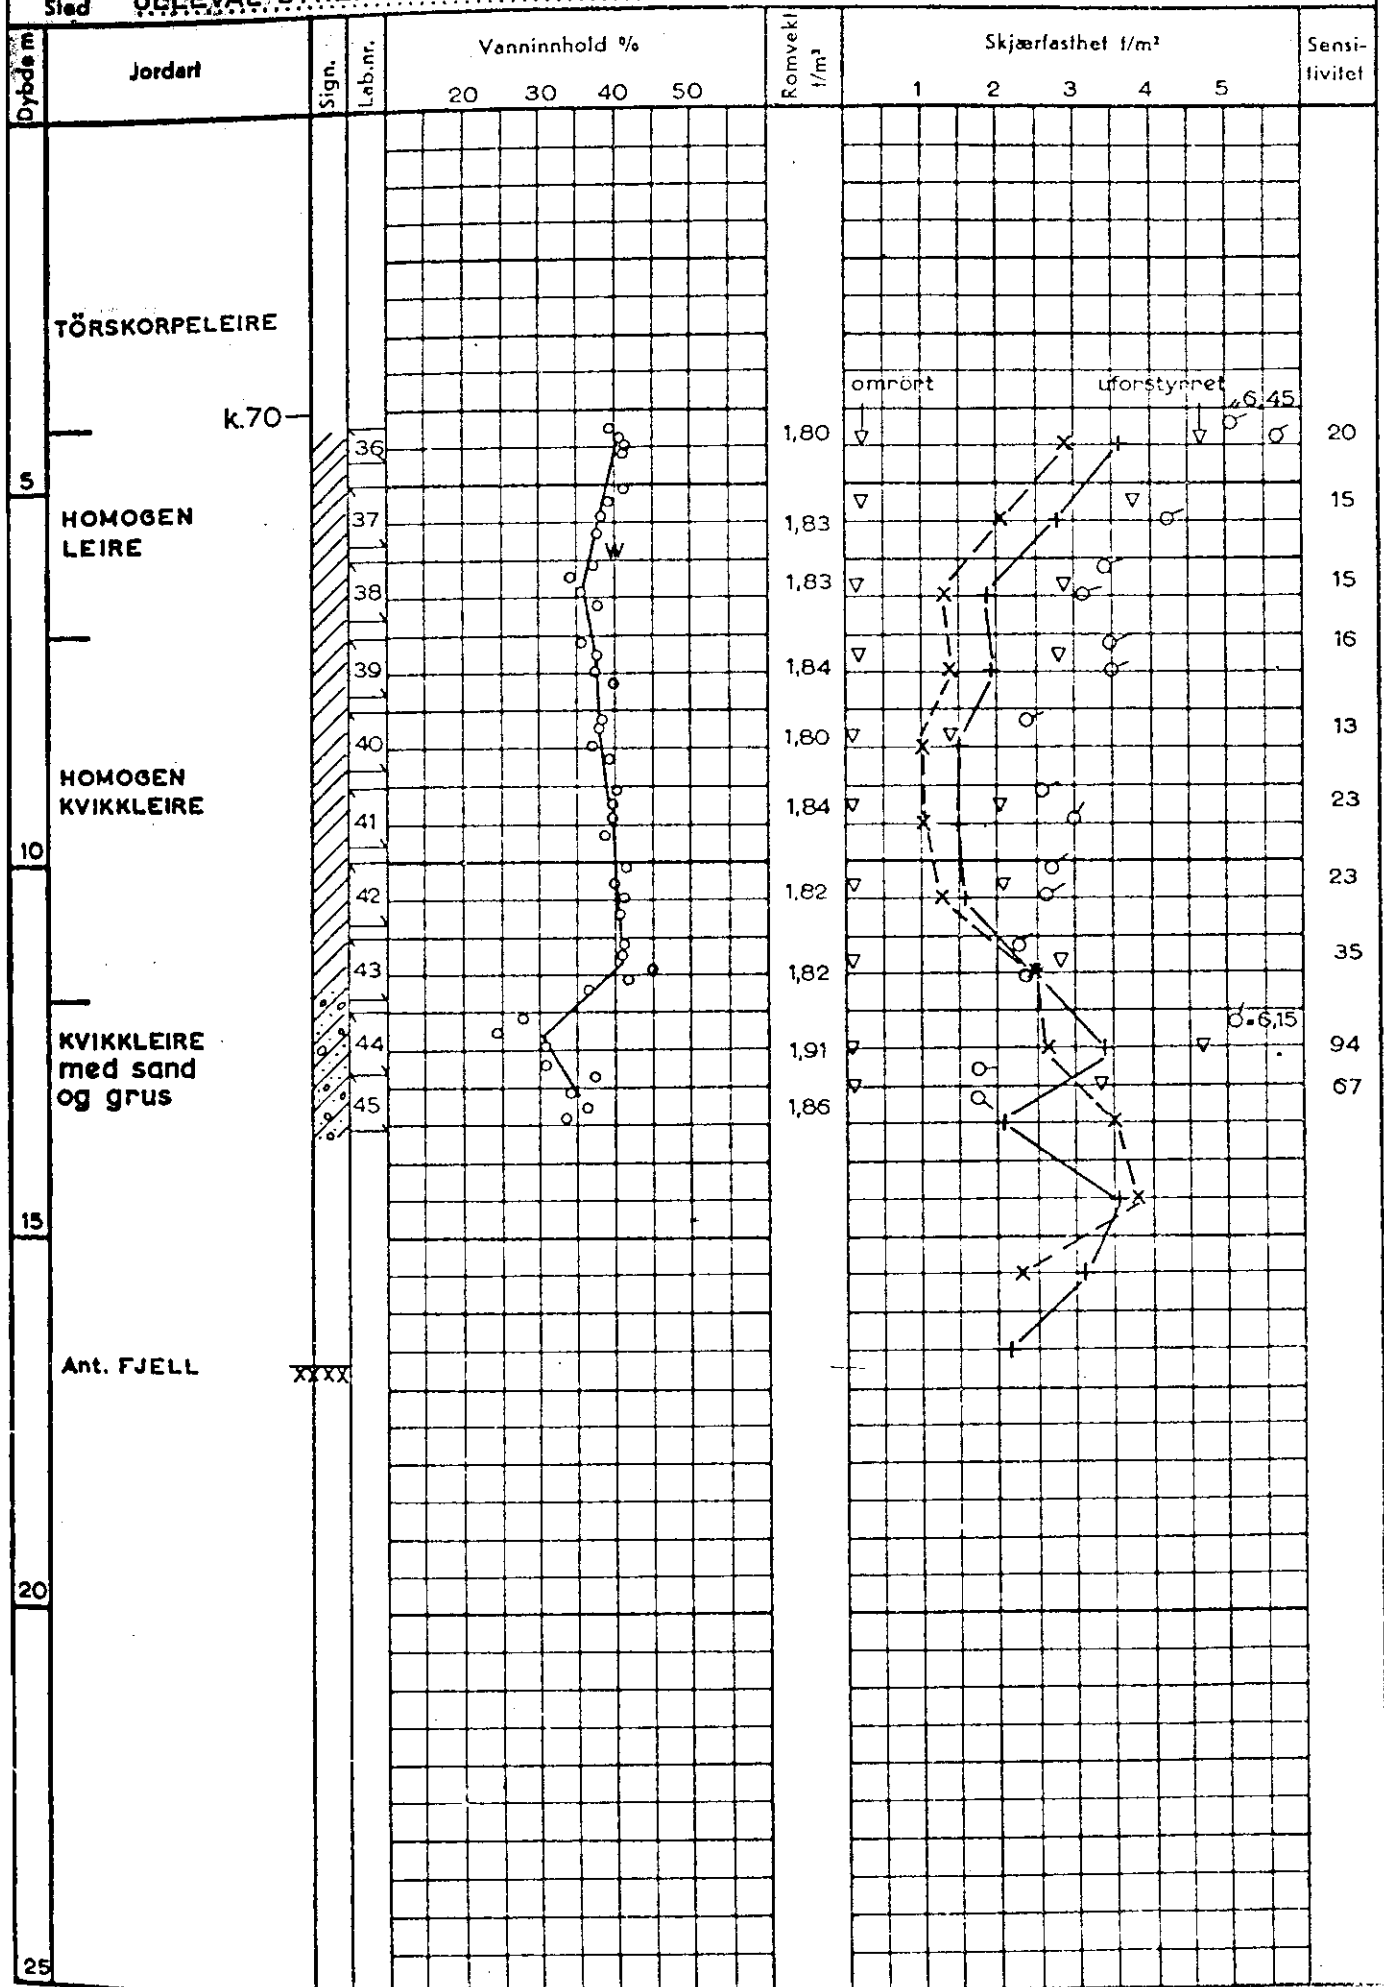 Sted
Dybde m
Jordart
Sign.
Lab.nr.
Vanninnhold %
20 30 40 50
Romvekt t/m³
Skjærfasthet t/m²
1 2 3 4 5
Sensi-
tivitet
TÖRSKORPELEIRE
k.70
omrört
uforstyrret
6,45
36
1,80
20
5
HOMOGEN
LEIRE
37
1,83
15
W
38
1,83
15
39
1,84
16
40
1,80
13
HOMOGEN
KVIKKLEIRE
41
1,84
23
10
42
1,82
23
43
1,82
35
KVIKKLEIRE
med sand
og grus
44
1,91
6,15
94
45
1,86
67
15
Ant. FJELL
XXXX
20
25